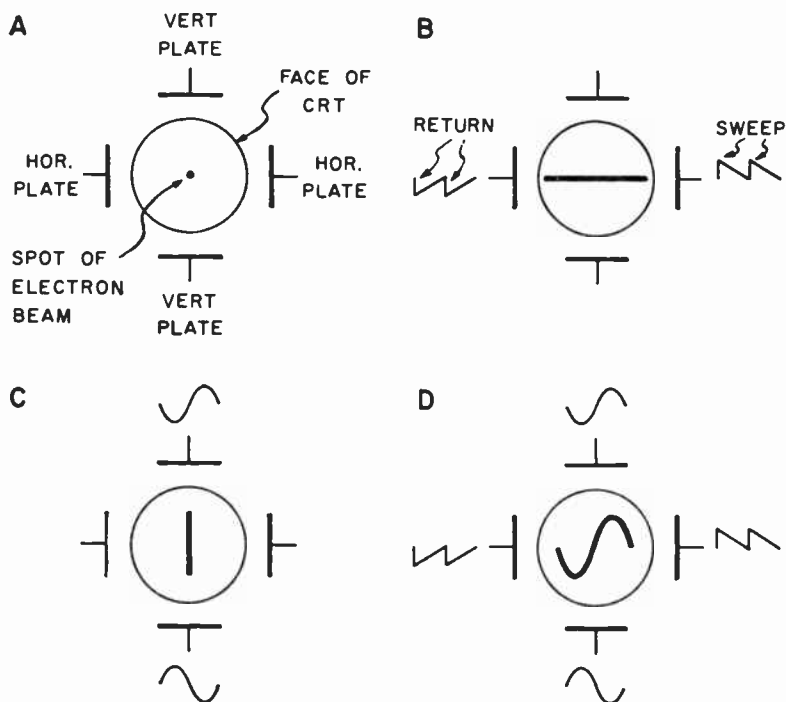 A
VERT
PLATE
FACE OF
CRT
HOR.
PLATE
HOR.
PLATE
SPOT OF
ELECTRON
BEAM
VERT
PLATE
B
RETURN
SWEEP
C
D